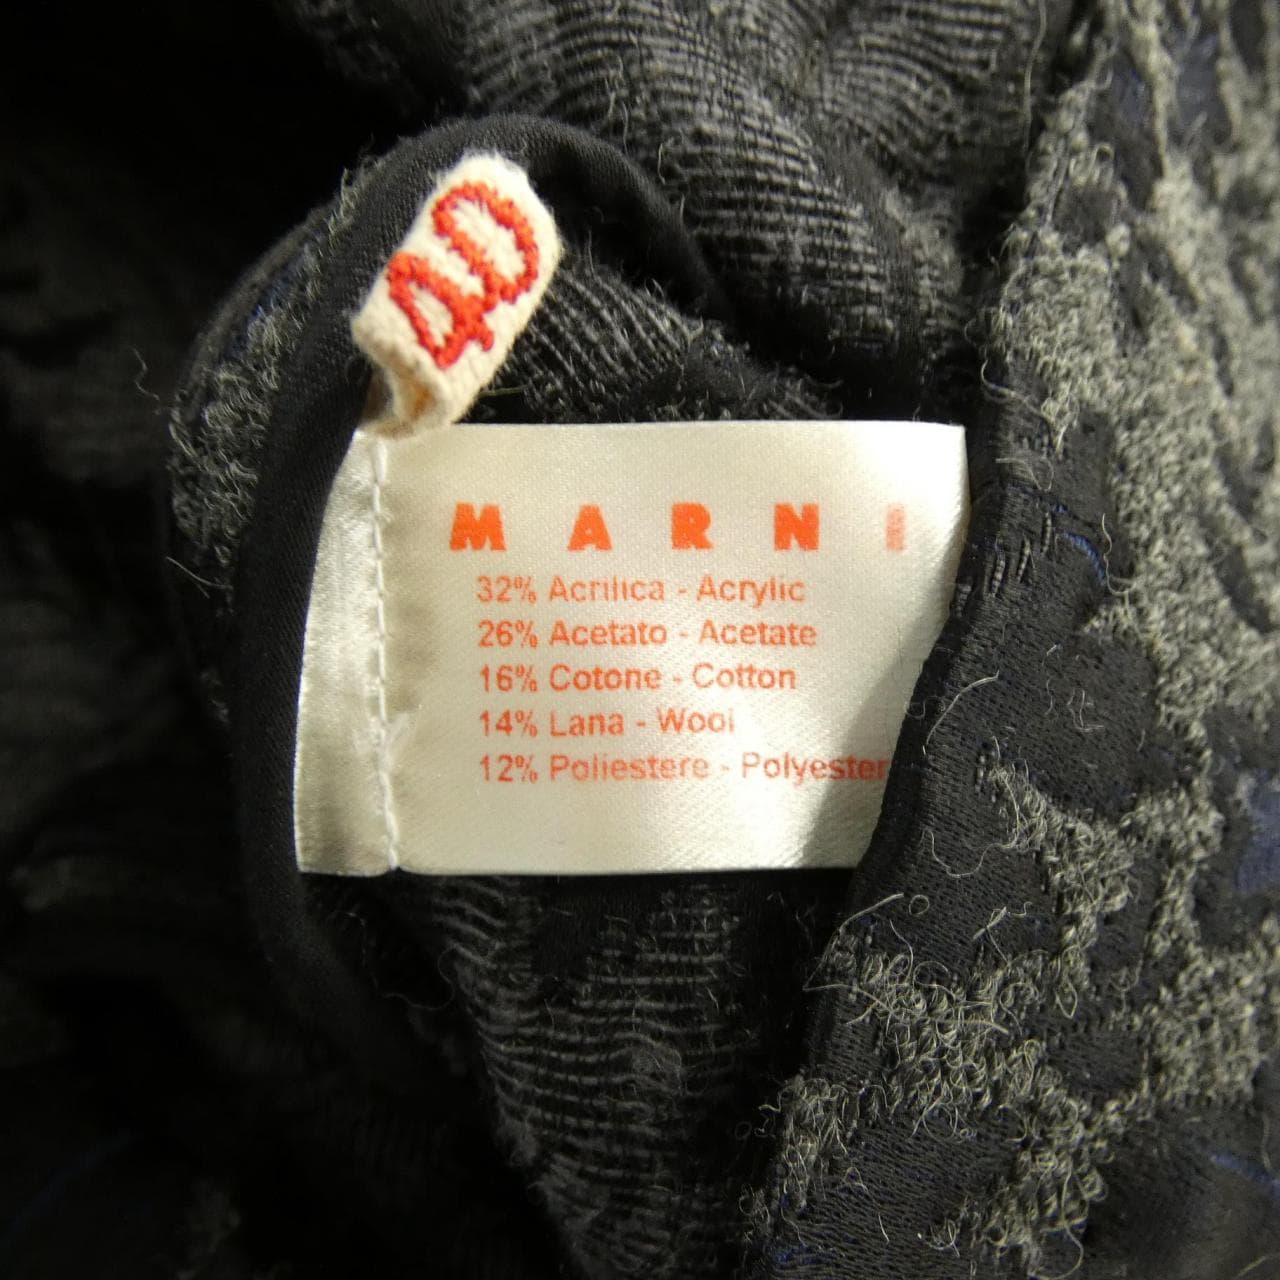 40
MARNI
32% Acrilica - Acrylic
26% Acetato - Acetate
16% Cotone - Cotton
14% Lana - Wool
12% Poliestere - Polyester